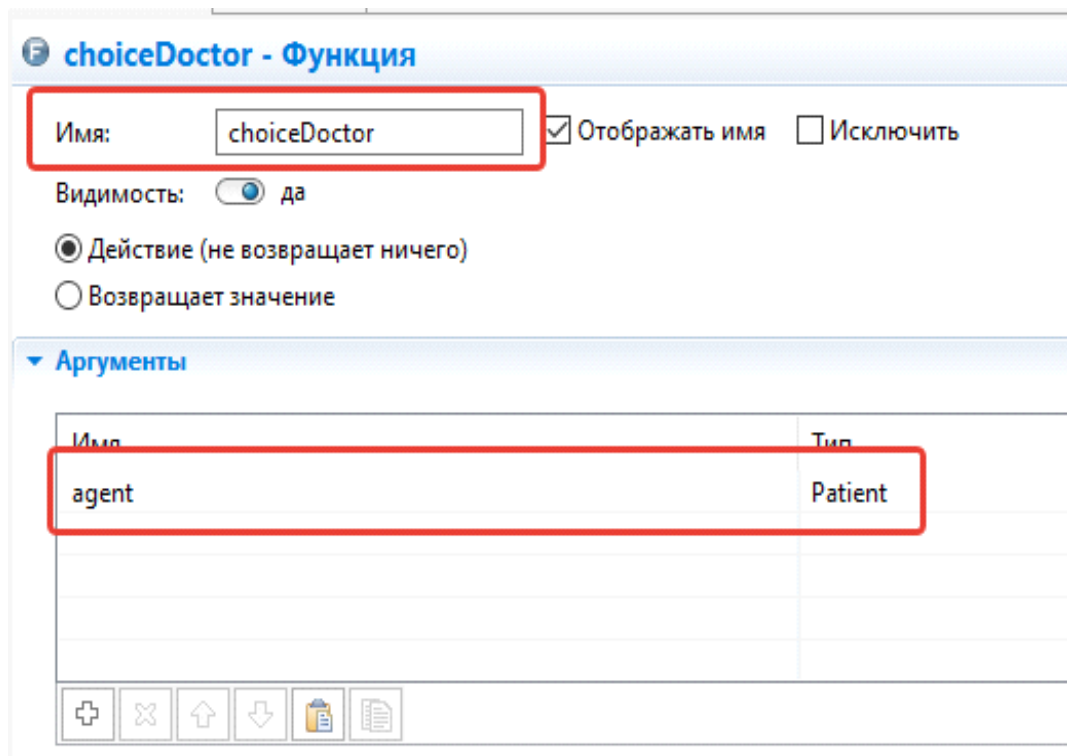 choiceDoctor - Функция
Имя: choiceDoctor Отображать имя Исключить
Видимость: да
Действие (не возвращает ничего)
Возвращает значение
Аргументы
Имя Тип
agent Patient